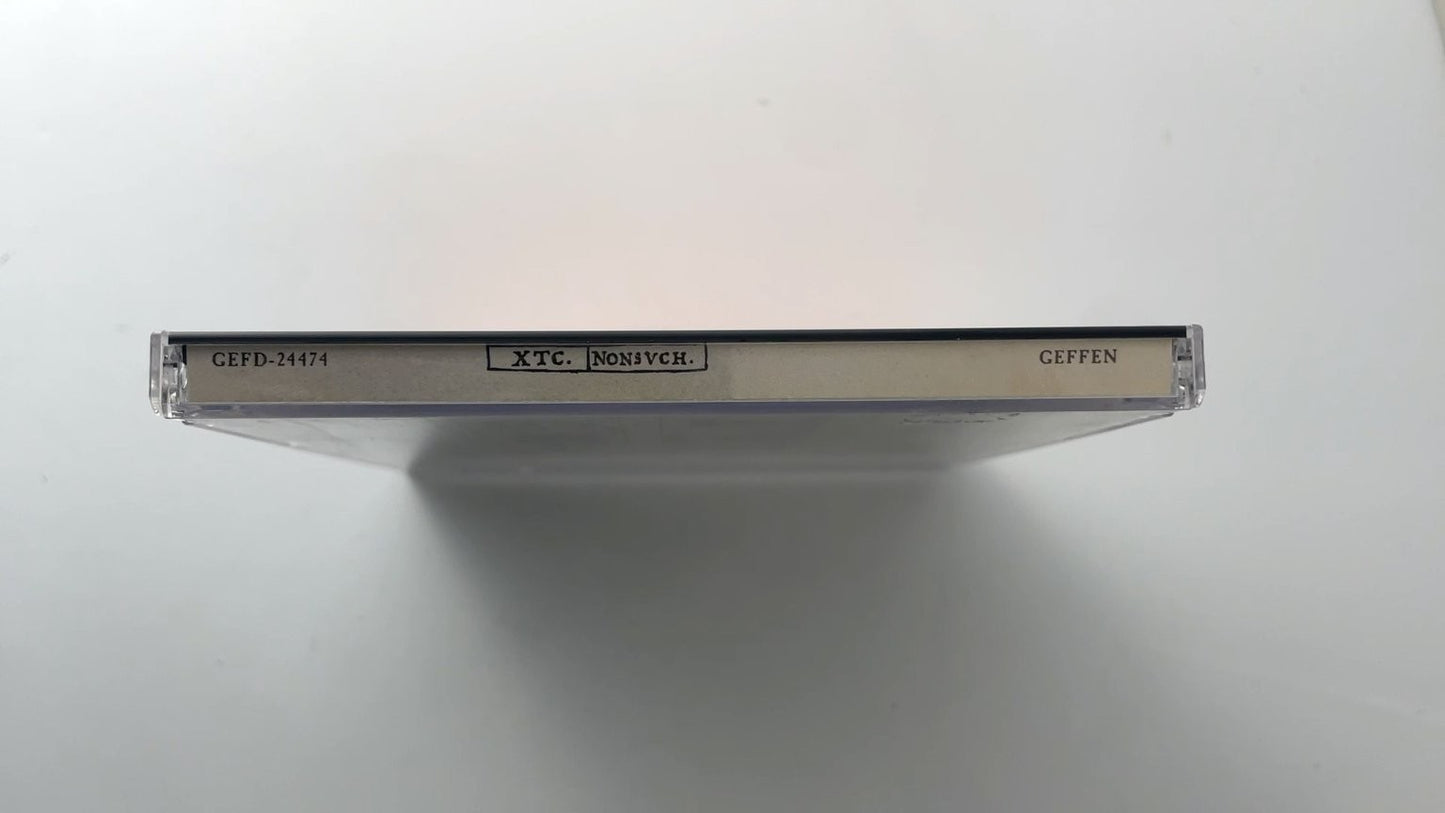 GEFD-24474 XTC. NONSVCH. GEFFEN